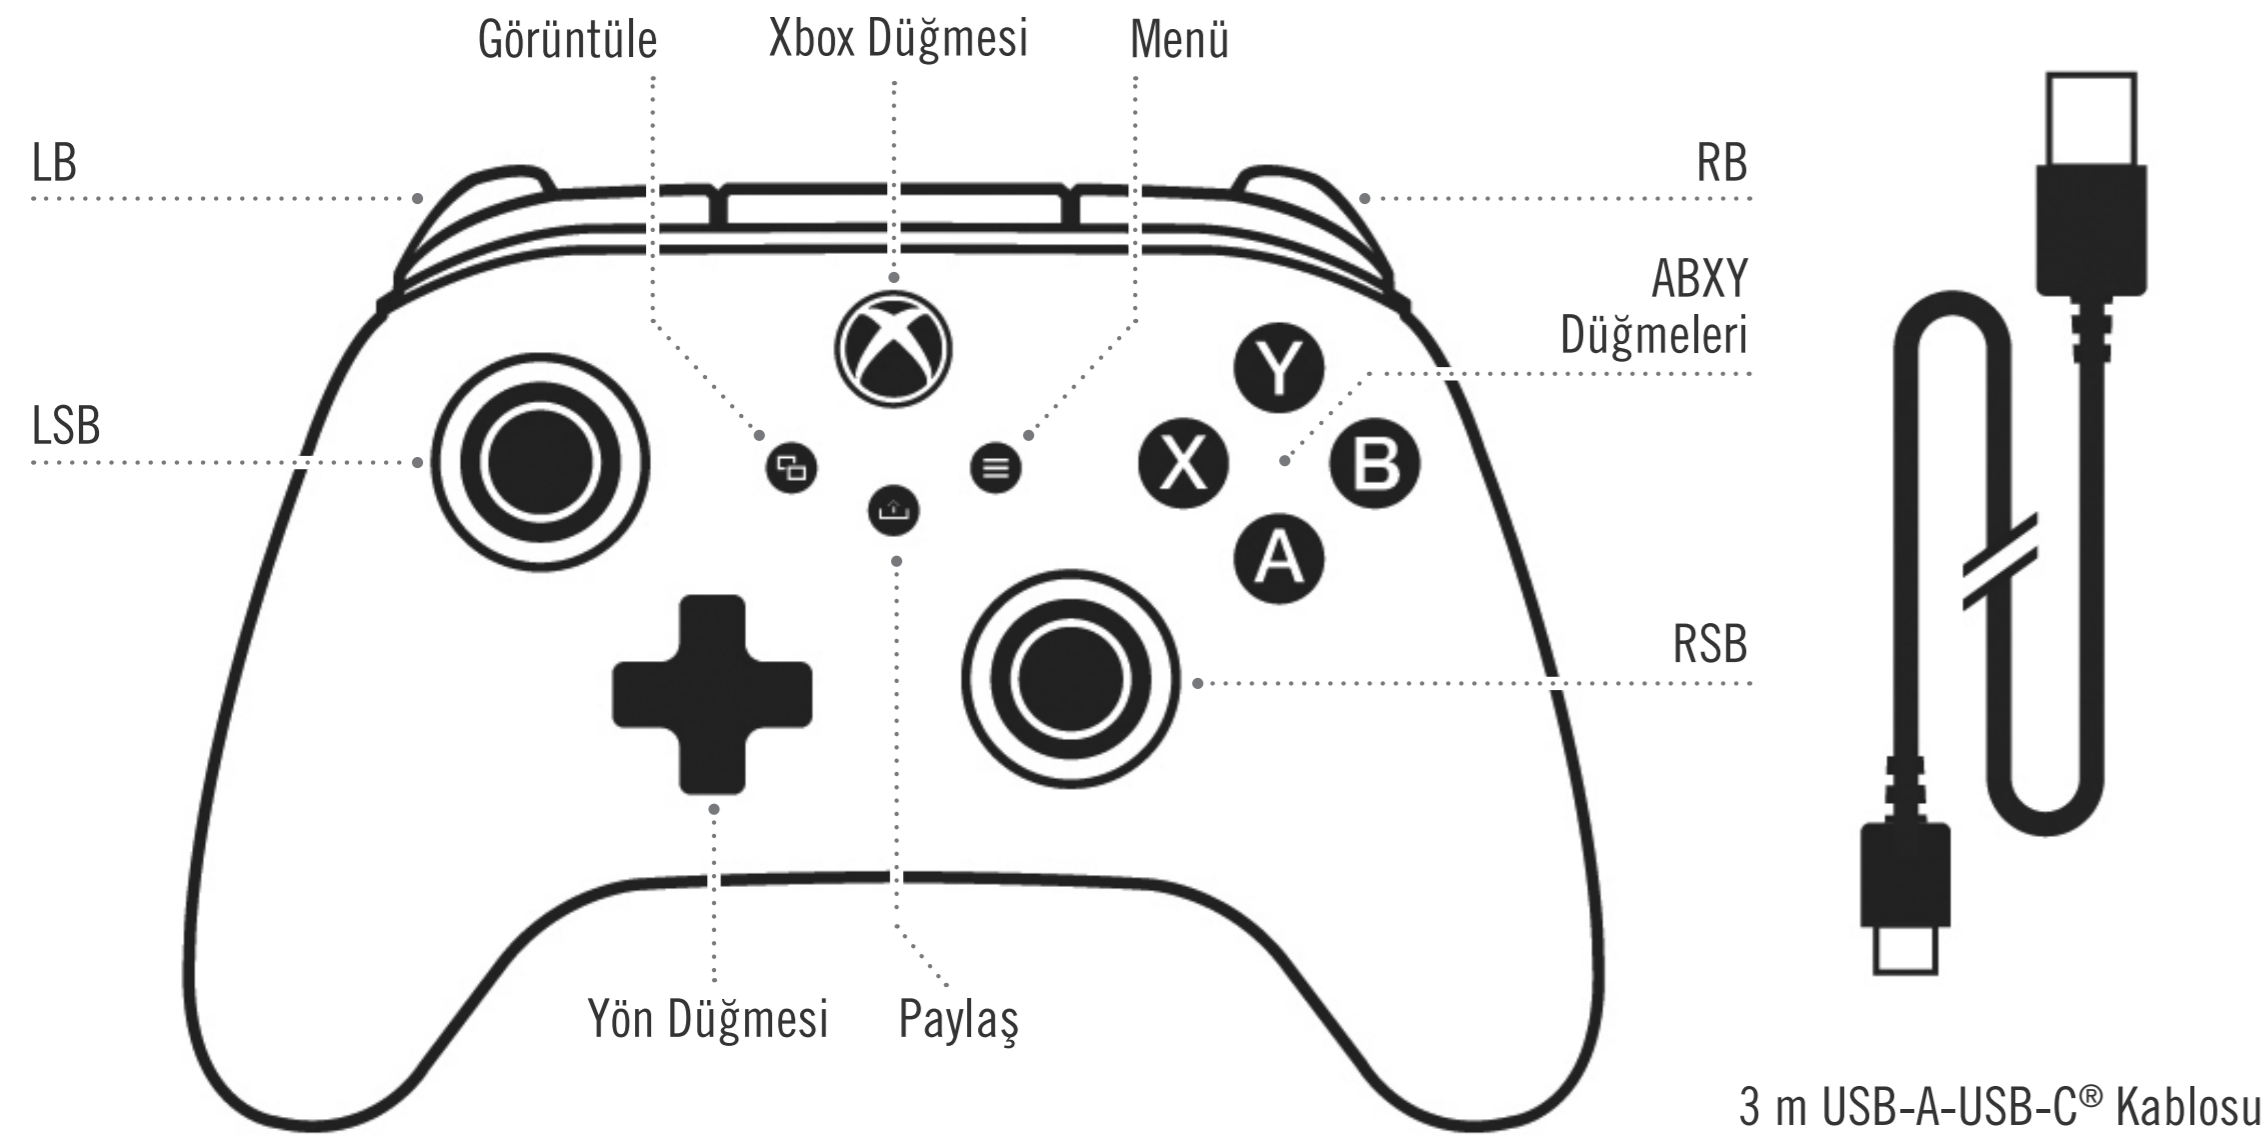 Görüntüle
Xbox Düğmesi
Menü
LB
RB
ABXY
Düğmeleri
LSB
Y
X
B
A
RSB
Yön Düğmesi
Paylaş
3 m USB-A-USB-C® Kablosu